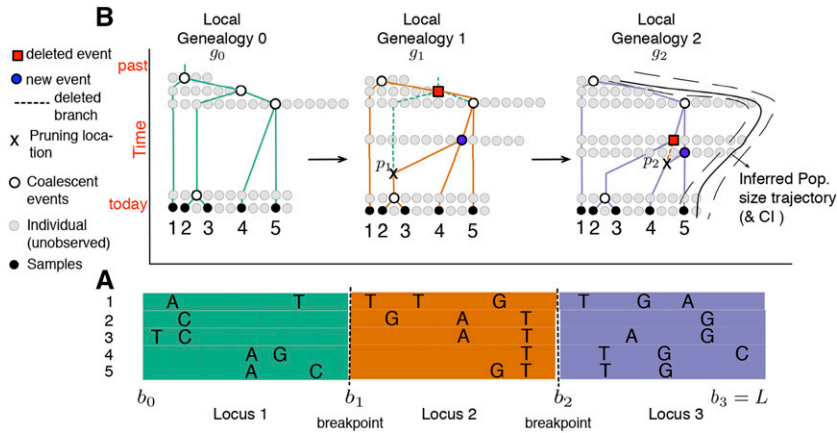 B
Local
Genealogy 0
g0
Local
Genealogy 1
g1
Local
Genealogy 2
g2
deleted event
new event
deleted
branch
X Pruning loca-
tion
Coalescent
events
Individual
(unobserved)
Samples
past
Time
today
p1
X
p2
X
Inferred Pop.
size trajectory
(& CI )
1 2 3 4 5
1 2 3 4 5
1 2 3 4 5
A
1 A T T T G T G A
2 C G A T G
3 T C A T A G
4 A G T T G C
5 A C G T T G
b0 b1 b2 b3 = L
Locus 1 breakpoint Locus 2 breakpoint Locus 3